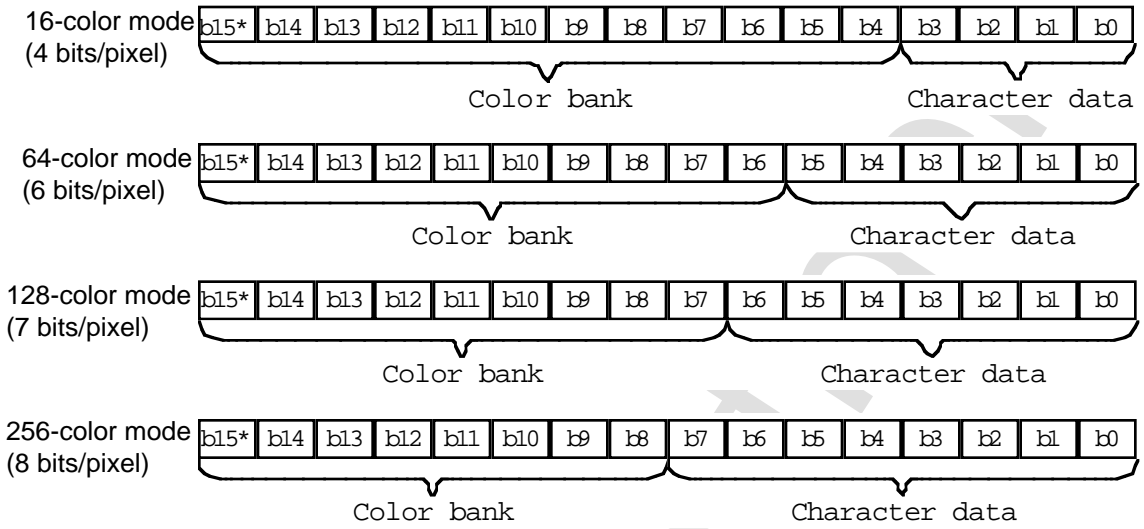 16-color mode b15* b14 b13 b12 b11 b10 b9 b8 b7 b6 b5 b4 b3 b2 b1 b0
(4 bits/pixel)
Color bank Character data
64-color mode b15* b14 b13 b12 b11 b10 b9 b8 b7 b6 b5 b4 b3 b2 b1 b0
(6 bits/pixel)
Color bank Character data
128-color mode b15* b14 b13 b12 b11 b10 b9 b8 b7 b6 b5 b4 b3 b2 b1 b0
(7 bits/pixel)
Color bank Character data
256-color mode b15* b14 b13 b12 b11 b10 b9 b8 b7 b6 b5 b4 b3 b2 b1 b0
(8 bits/pixel)
Color bank Character data